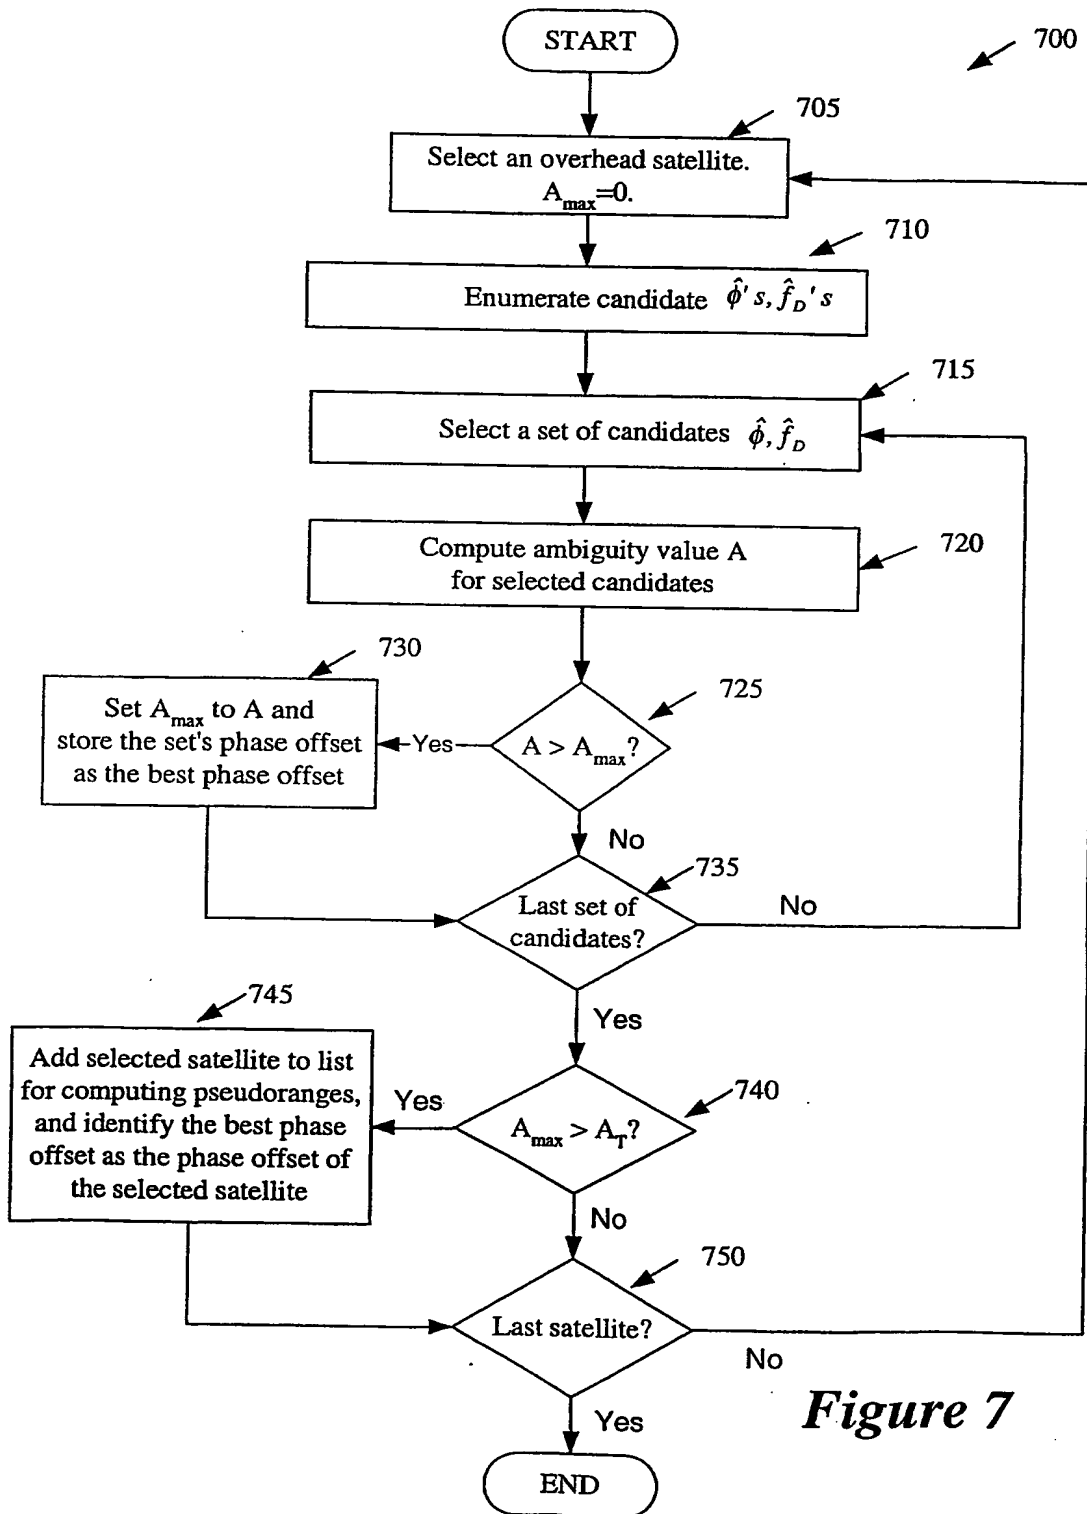 START
700
705
Select an overhead satellite.
A_max=0.
710
Enumerate candidate φ̂'s, f̂_D's
715
Select a set of candidates φ̂, f̂_D
720
Compute ambiguity value A
for selected candidates
730
Set A_max to A and
store the set's phase offset
as the best phase offset
Yes
725
A > A_max?
No
735
Last set of
candidates?
No
745
Yes
Add selected satellite to list
for computing pseudoranges,
and identify the best phase
offset as the phase offset of
the selected satellite
Yes
740
A_max > A_T?
No
750
Last satellite?
No
Yes
Figure 7
END